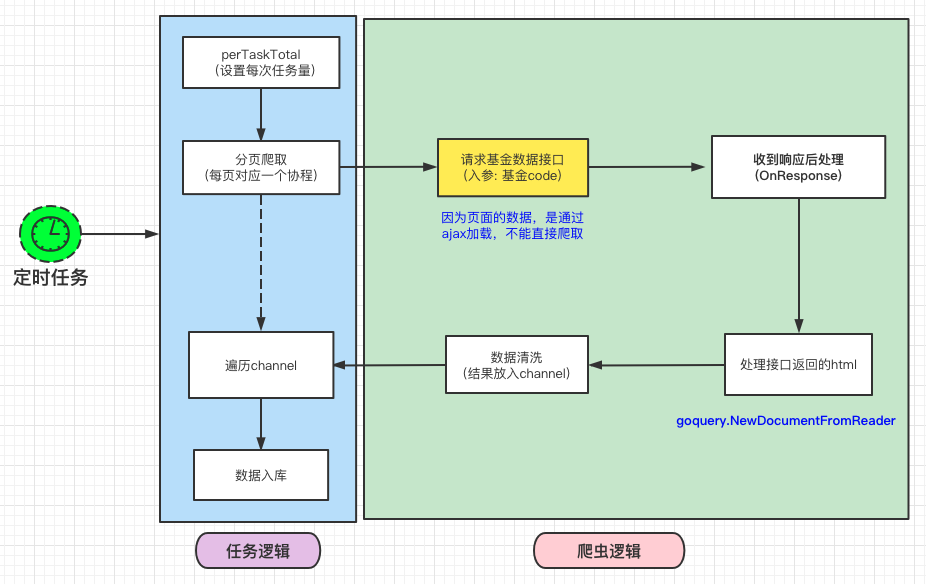 perTaskTotal
(设置每次任务量)
分页爬取
(每页对应一个协程)
请求基金数据接口
(入参: 基金code)
收到响应后处理
(OnResponse)
因为页面的数据，是通过
ajax加载，不能直接爬取
定时任务
遍历channel
数据清洗
(结果放入channel)
处理接口返回的html
goquery.NewDocumentFromReader
数据入库
任务逻辑
爬虫逻辑